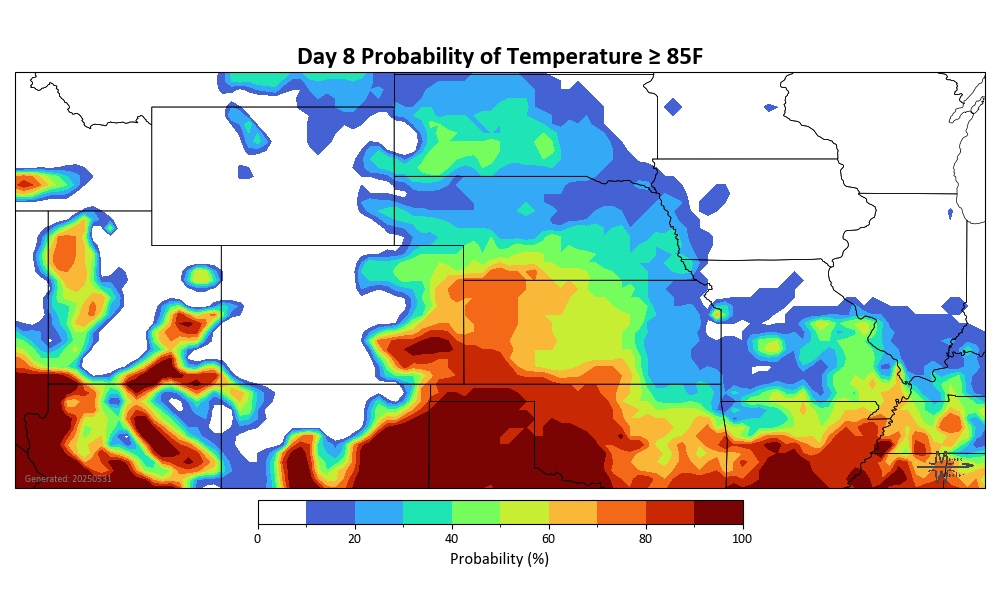 Day 8 Probability of Temperature ≥ 85F
Generated: 20250531
0 20 40 60 80 100
Probability (%)